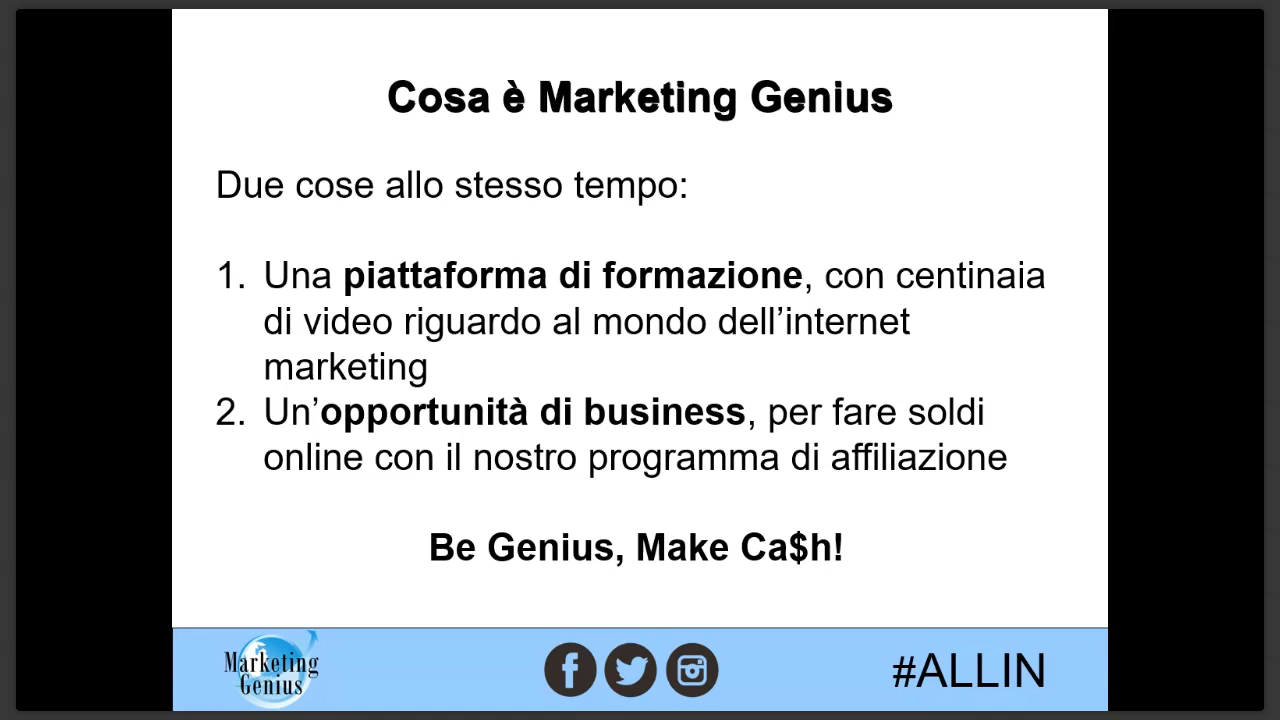 Cosa è Marketing Genius
Due cose allo stesso tempo:
1. Una piattaforma di formazione, con centinaia
di video riguardo al mondo dell’internet
marketing
2. Un’opportunità di business, per fare soldi
online con il nostro programma di affiliazione
Be Genius, Make Ca$h!
Marketing
Genius
#ALLIN